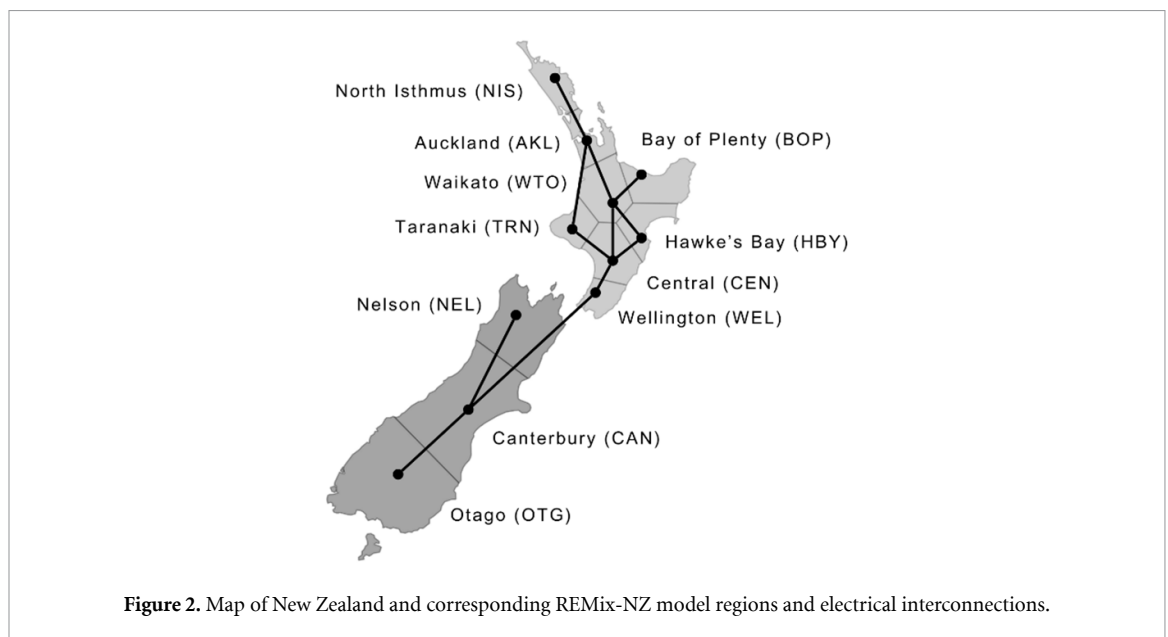 North Isthmus (NIS)
Auckland (AKL)
Bay of Plenty (BOP)
Waikato (WTO)
Taranaki (TRN)
Hawke's Bay (HBY)
Central (CEN)
Nelson (NEL)
Wellington (WEL)
Canterbury (CAN)
Otago (OTG)
Figure 2. Map of New Zealand and corresponding REMix-NZ model regions and electrical interconnections.